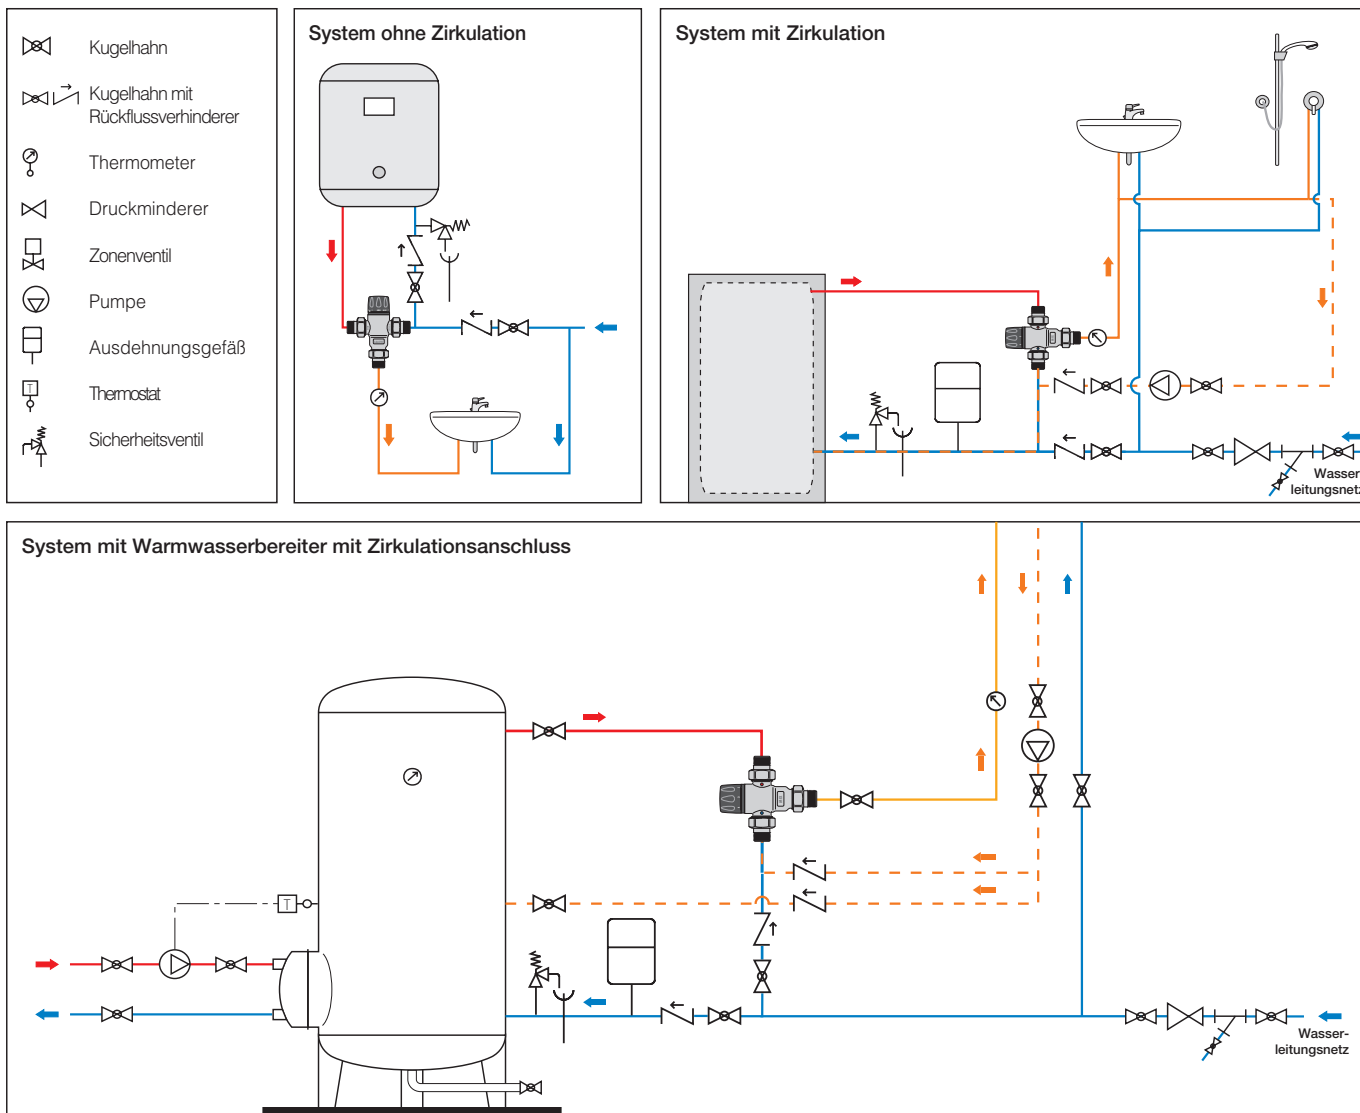 Kugelhahn
Kugelhahn mit
Rückflussverhinderer
Thermometer
Druckminderer
Zonenventil
Pumpe
Ausdehnungsgefäß
T
Thermostat
Sicherheitsventil
System ohne Zirkulation
System mit Zirkulation
Wasser-
leitungsnetz
System mit Warmwasserbereiter mit Zirkulationsanschluss
T
Wasser-
leitungsnetz